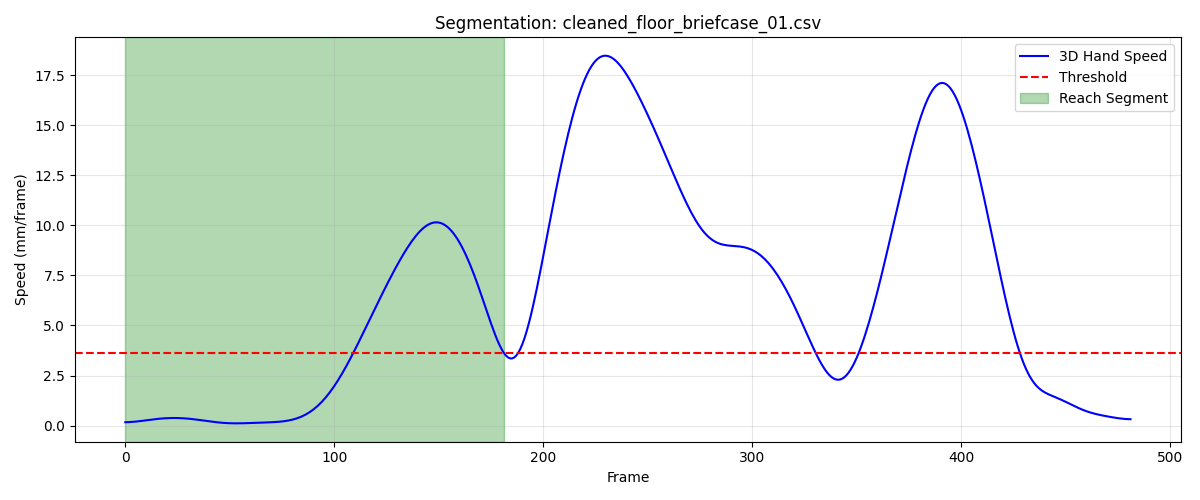 Segmentation: cleaned_floor_briefcase_01.csv
3D Hand Speed
Threshold
Reach Segment
Speed (mm/frame)
17.5
15.0
12.5
10.0
7.5
5.0
2.5
0.0
0 100 200 300 400 500
Frame